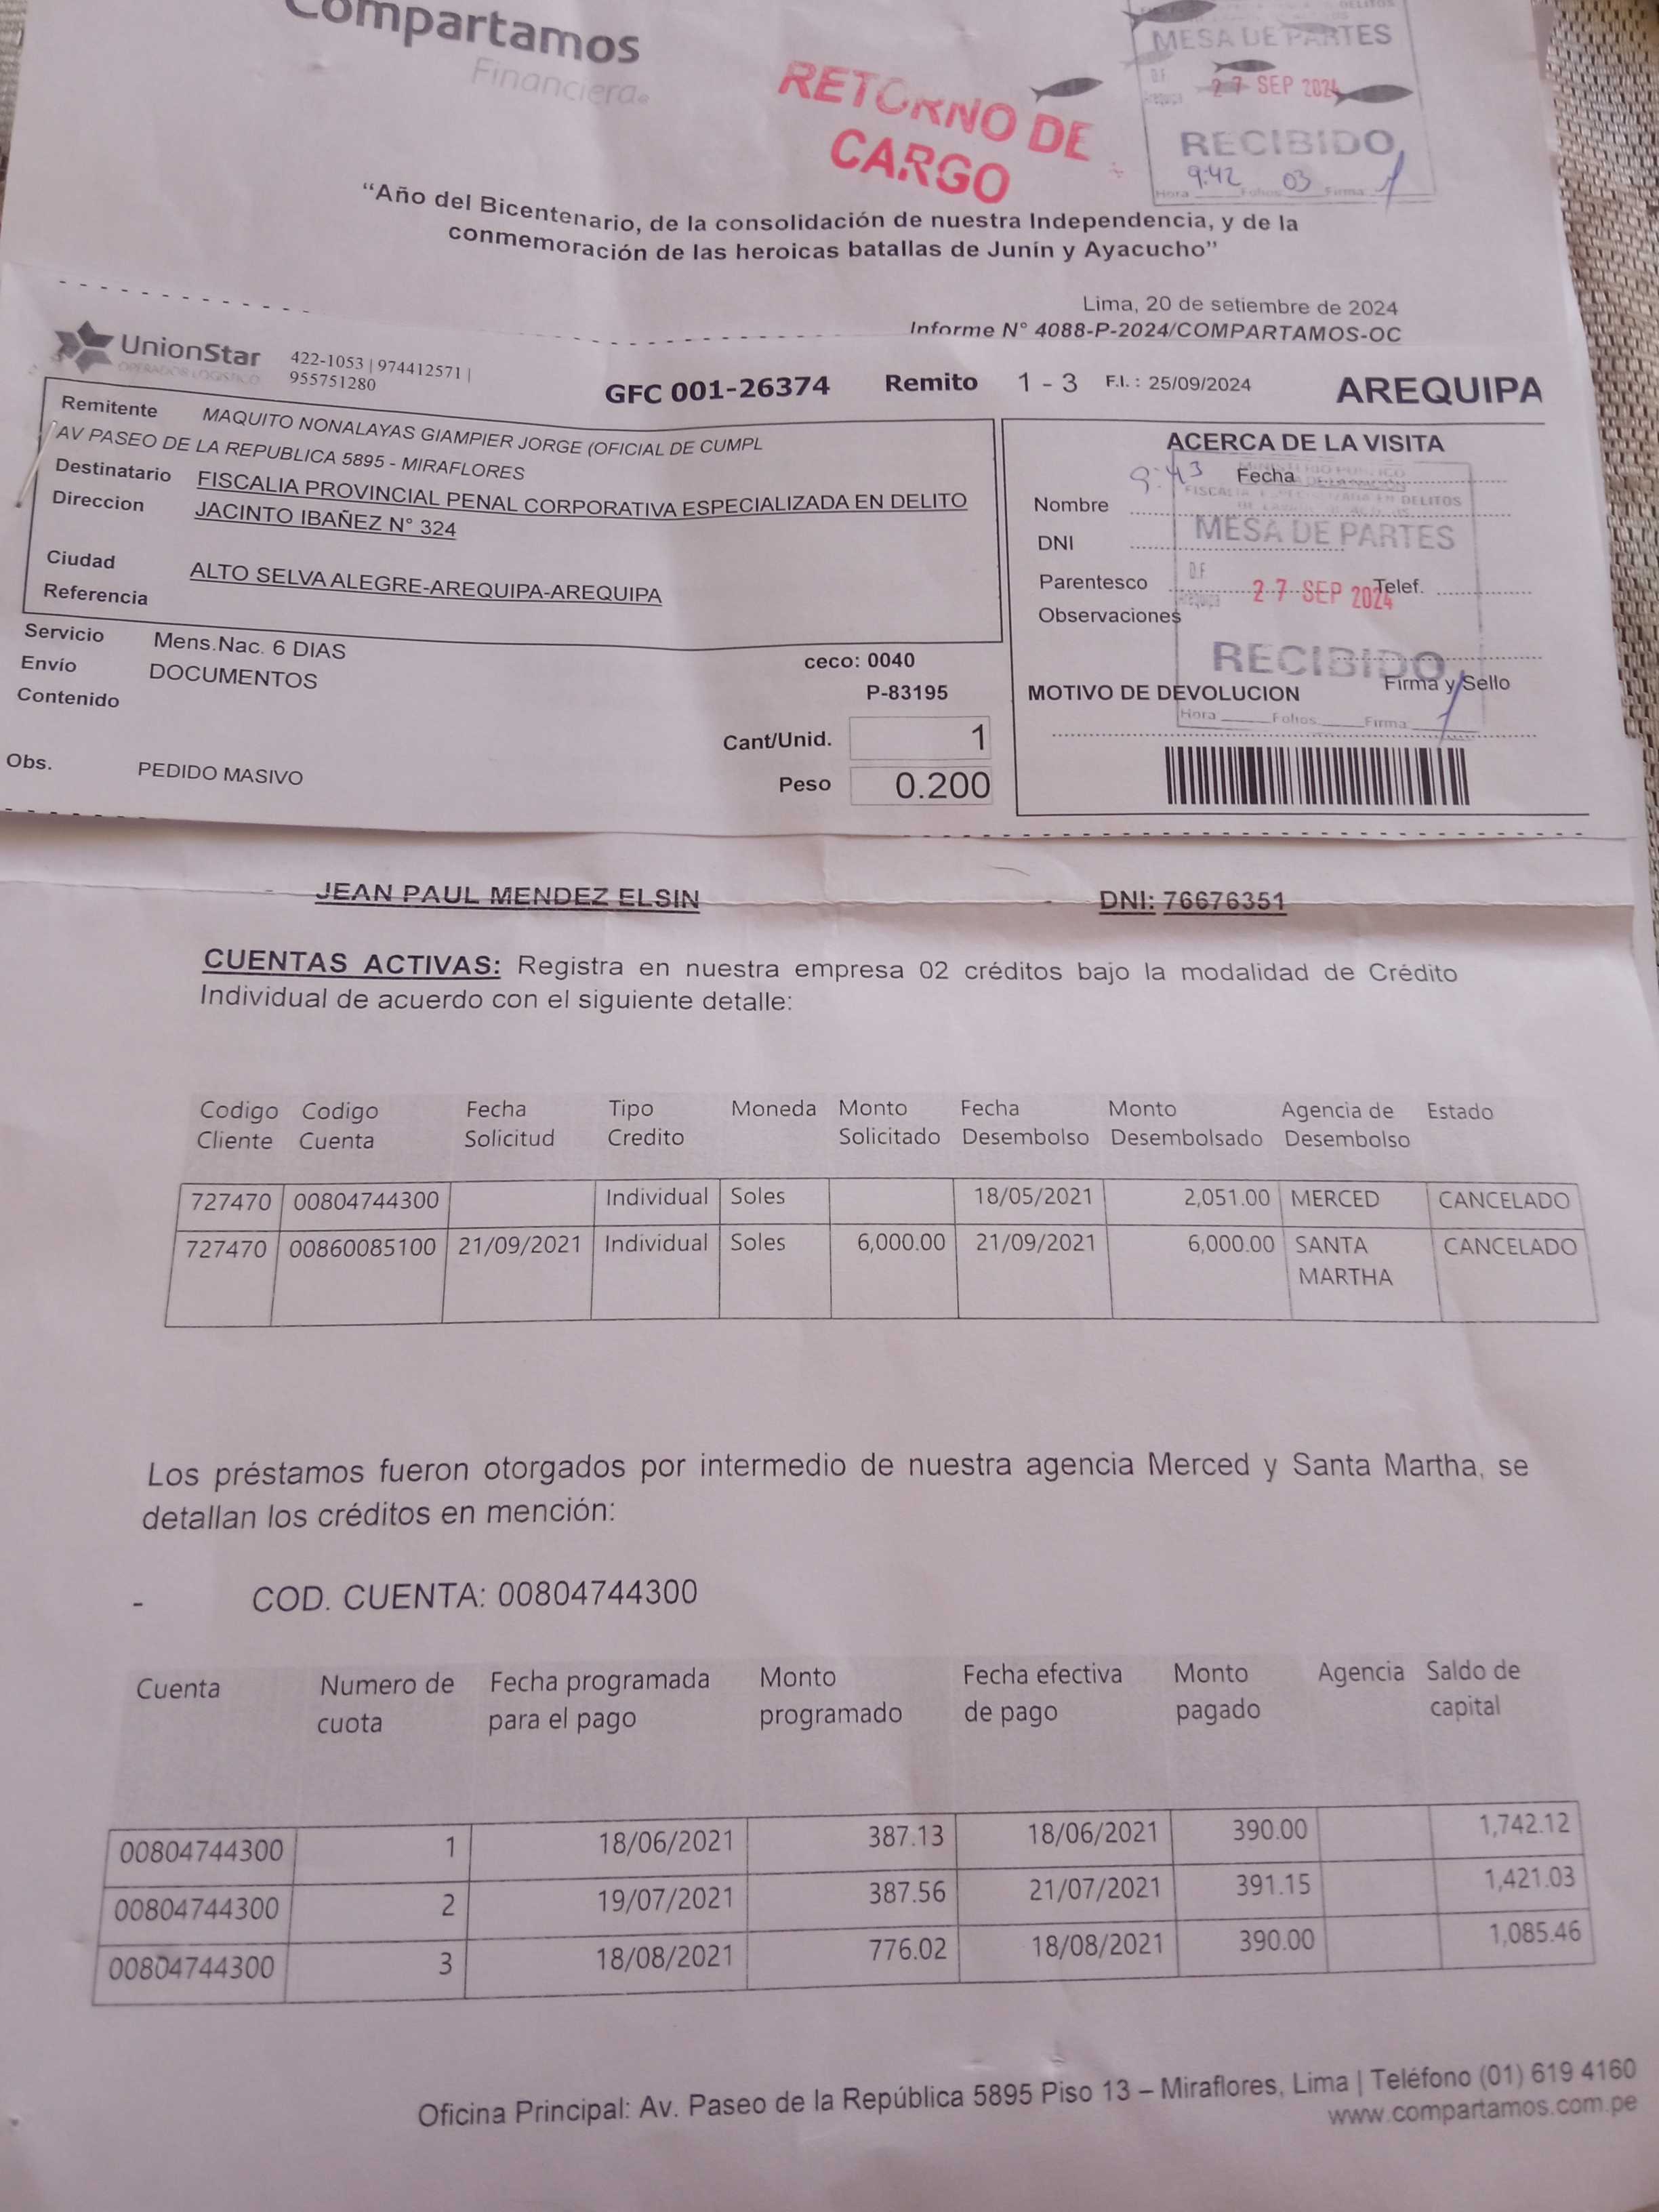 Compartamos
Financiera
RETORNO DE
CARGO
DELITOS
MESA DE PARTES
D.F
Arequipa
27 SEP 2024
RECIBIDO
9:42 03
Hora Folios Firma
“Año del Bicentenario, de la consolidación de nuestra Independencia, y de la
conmemoración de las heroicas batallas de Junín y Ayacucho”
Lima, 20 de setiembre de 2024
Informe N° 4088-P-2024/COMPARTAMOS-OC
UnionStar
OPERADOR LOGISTICO
422-1053 | 974412571 |
955751280
GFC 001-26374 Remito 1 - 3 F.I. : 25/09/2024 AREQUIPA
Remitente MAQUITO NONALAYAS GIAMPIER JORGE (OFICIAL DE CUMPL
AV PASEO DE LA REPUBLICA 5895 - MIRAFLORES
Destinatario FISCALIA PROVINCIAL PENAL CORPORATIVA ESPECIALIZADA EN DELITO
Direccion JACINTO IBAÑEZ N° 324
Ciudad ALTO SELVA ALEGRE-AREQUIPA-AREQUIPA
Referencia
Servicio Mens.Nac. 6 DIAS
Envío DOCUMENTOS
Contenido
ceco: 0040
P-83195
Cant/Unid. 1
Peso 0.200
Obs. PEDIDO MASIVO
ACERCA DE LA VISITA
9:43 Fecha
Nombre
DNI
Parentesco Telef.
Observaciones
MINISTERIO PUBLICO
EN DELITOS
MESA DE PARTES
D.F
Arequipa
27 SEP 2024
RECIBIDO
Firma y Sello
MOTIVO DE DEVOLUCION
Hora Folios Firma
JEAN PAUL MENDEZ ELSIN DNI: 76676351
CUENTAS ACTIVAS: Registra en nuestra empresa 02 créditos bajo la modalidad de Crédito
Individual de acuerdo con el siguiente detalle:
Codigo Codigo Fecha Tipo Moneda Monto Fecha Monto Agencia de Estado
Cliente Cuenta Solicitud Credito Solicitado Desembolso Desembolsado Desembolso
727470 00804744300 Individual Soles 18/05/2021 2,051.00 MERCED CANCELADO
727470 00860085100 21/09/2021 Individual Soles 6,000.00 21/09/2021 6,000.00 SANTA CANCELADO
MARTHA
Los préstamos fueron otorgados por intermedio de nuestra agencia Merced y Santa Martha, se
detallan los créditos en mención:
- COD. CUENTA: 00804744300
Cuenta Numero de Fecha programada Monto Fecha efectiva Monto Agencia Saldo de
cuota para el pago programado de pago pagado capital
00804744300 1 18/06/2021 387.13 18/06/2021 390.00 1,742.12
00804744300 2 19/07/2021 387.56 21/07/2021 391.15 1,421.03
00804744300 3 18/08/2021 776.02 18/08/2021 390.00 1,085.46
Oficina Principal: Av. Paseo de la República 5895 Piso 13 – Miraflores, Lima | Teléfono (01) 619 4160
www.compartamos.com.pe